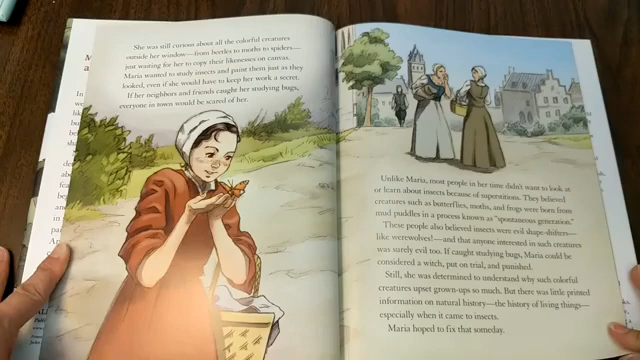 She was still curious about all the colorful creatures
outside her window—from beetles to moths to spiders—
just waiting for her to copy their likenesses on canvas.
Maria wanted to study insects and paint them just as they
looked, even if she would have to keep her work a secret.
If her neighbors and friends caught her studying bugs,
everyone in town would be scared of her.
Unlike Maria, most people in her time didn't want to look at
or learn about insects because of superstitions. They believed
creatures such as butterflies, moths, and frogs were born from
mud puddles in a process known as "spontaneous generation."
These people also believed insects were evil shape-shifters—
like werewolves!—and that anyone interested in such creatures
was surely evil too. If caught studying bugs, Maria could be
considered a witch, put on trial, and punished.
Still, she was determined to understand why such colorful
creatures upset grown-ups so much. But there was little printed
information on natural history—the history of living things—
especially when it came to insects.
Maria hoped to fix that someday.